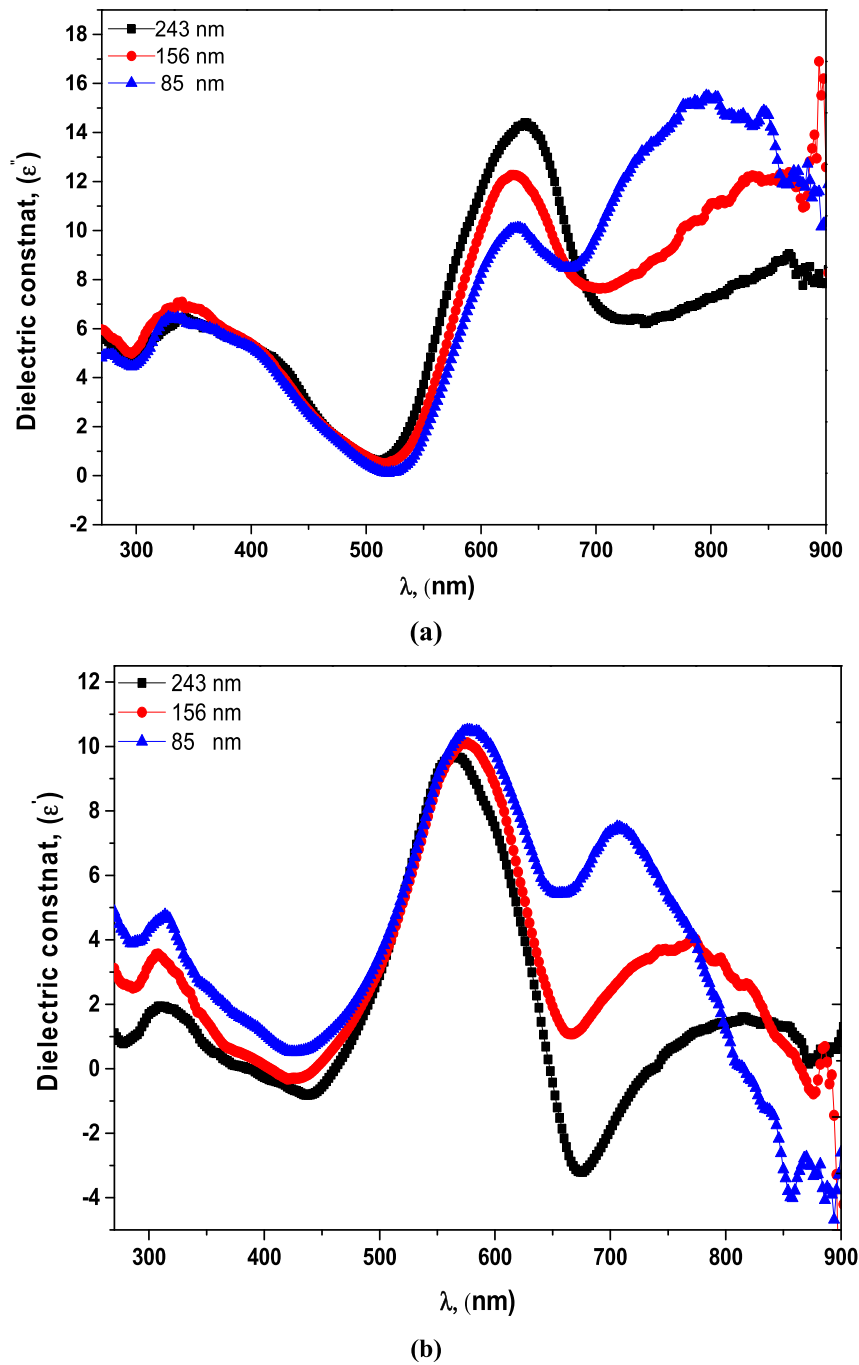 243 nm
156 nm
85 nm
Dielectric constnat, (ε")
18
16
14
12
10
8
6
4
2
0
-2
300 400 500 600 700 800 900
λ, (nm)
(a)
243 nm
156 nm
85 nm
Dielectric constnat, (ε')
12
10
8
6
4
2
0
-2
-4
300 400 500 600 700 800 900
λ, (nm)
(b)